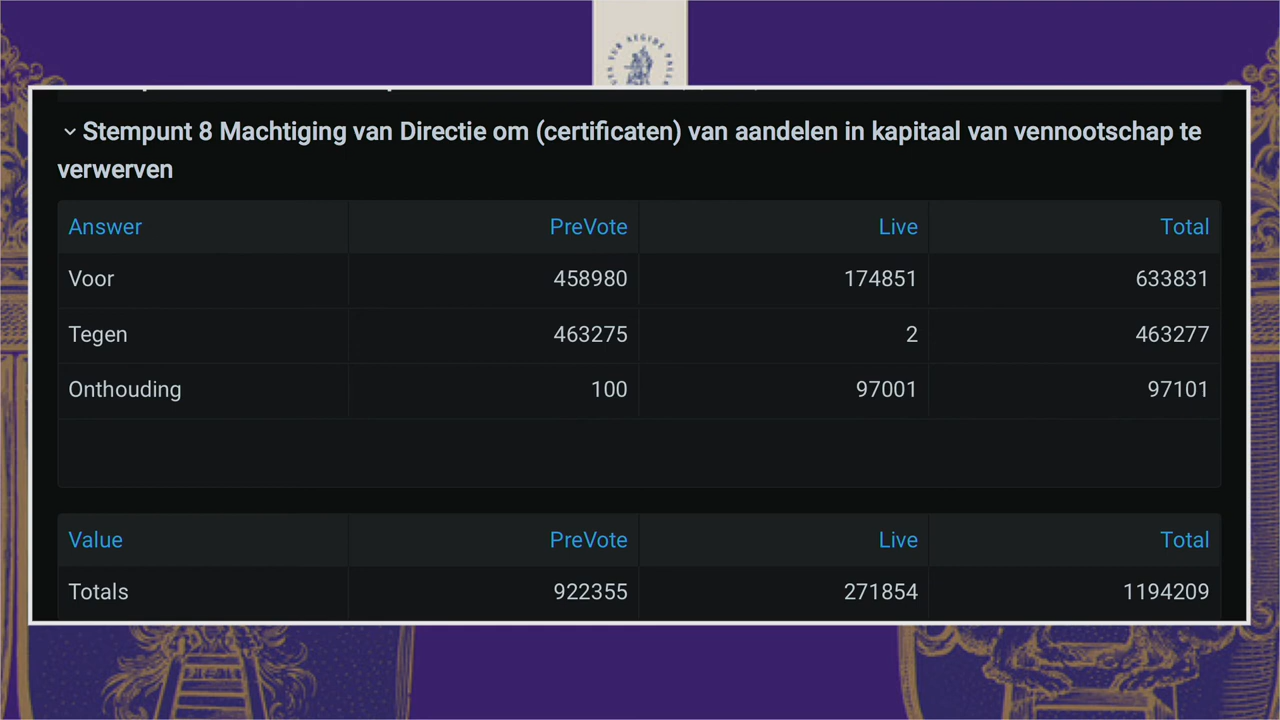 Stempunt 8 Machtiging van Directie om (certificaten) van aandelen in kapitaal van vennootschap te
verwerven
Answer PreVote Live Total
Voor 458980 174851 633831
Tegen 463275 2 463277
Onthouding 100 97001 97101
Value PreVote Live Total
Totals 922355 271854 1194209